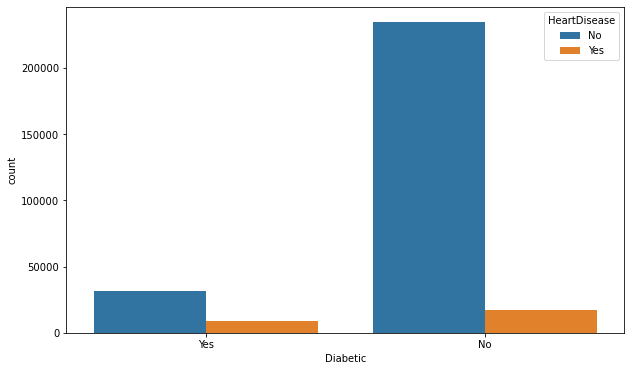 HeartDisease
No
Yes
200000
150000
100000
50000
0
count
Yes
No
Diabetic